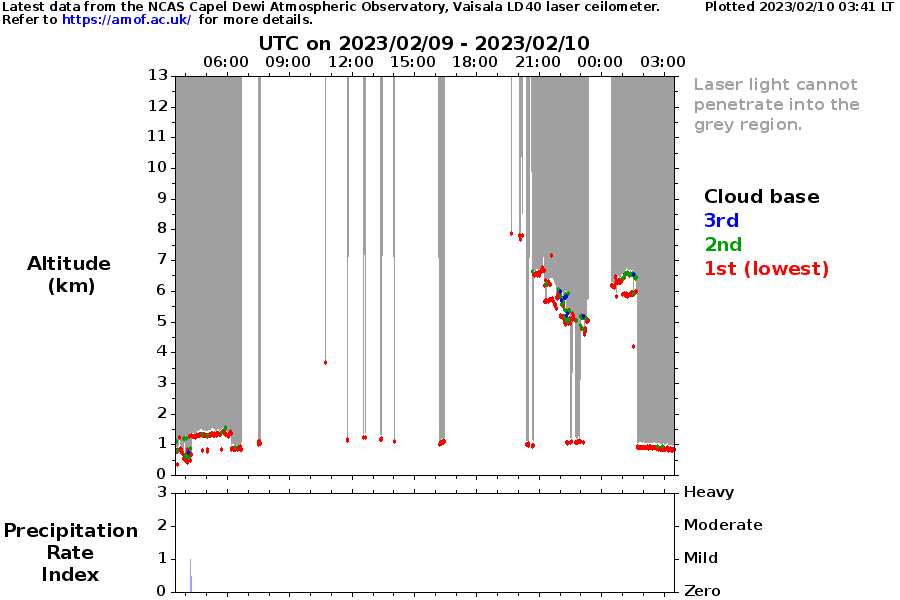 Latest data from the NCAS Capel Dewi Atmospheric Observatory, Vaisala LD40 laser ceilometer. Plotted 2023/02/10 03:41 LT
Refer to https://amof.ac.uk/ for more details.
UTC on 2023/02/09 - 2023/02/10
06:00 09:00 12:00 15:00 18:00 21:00 00:00 03:00
13
12
11
10
9
8
7
6
5
4
3
2
1
0
Altitude
(km)
Laser light cannot
penetrate into the
grey region.
Cloud base
3rd
2nd
1st (lowest)
3
2
1
0
Precipitation
Rate
Index
Heavy
Moderate
Mild
Zero